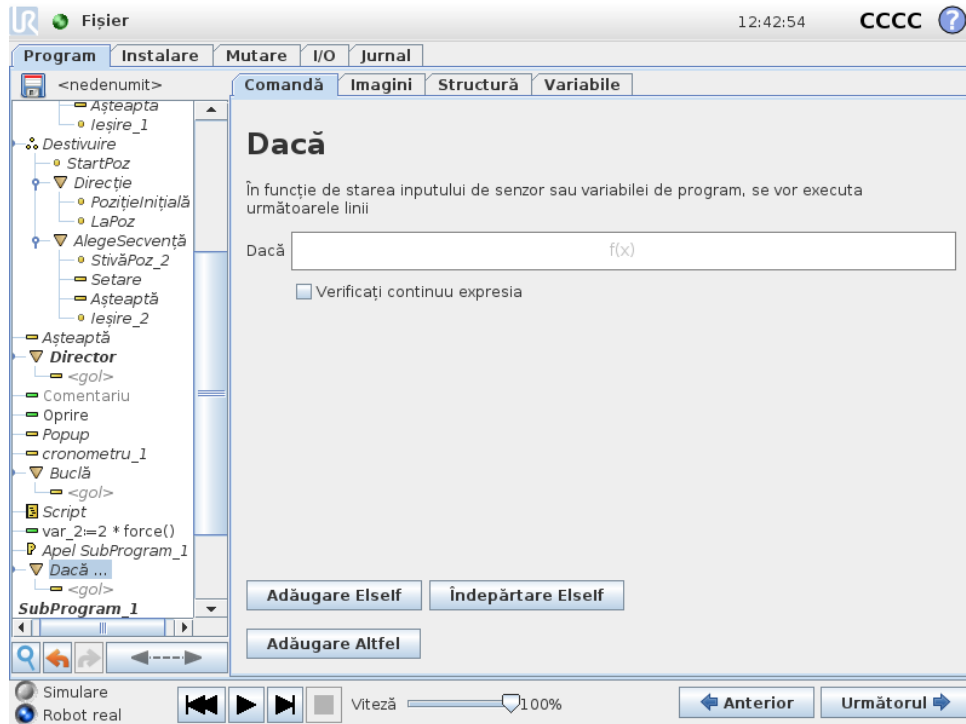 Fișier
12:42:54
CCCC
?
Program
Instalare
Mutare
I/O
Jurnal
<nedenumit>
Comandă
Imagini
Structură
Variabile
Așteaptă
Ieșire_1
Destivuire
StartPoz
Direcție
PozițieInițială
LaPoz
AlegeSecvență
StivăPoz_2
Setare
Așteaptă
Ieșire_2
Așteaptă
Director
<gol>
Comentariu
Oprire
Popup
cronometru_1
Buclă
<gol>
Script
var_2≔2 * force()
Apel SubProgram_1
Dacă ...
<gol>
SubProgram_1
Dacă
În funcție de starea inputului de senzor sau variabilei de program, se vor executa
următoarele linii
Dacă
f(x)
Verificați continuu expresia
Adăugare ElseIf
Îndepărtare ElseIf
Adăugare Altfel
Simulare
Robot real
Viteză
100%
Anterior
Următorul